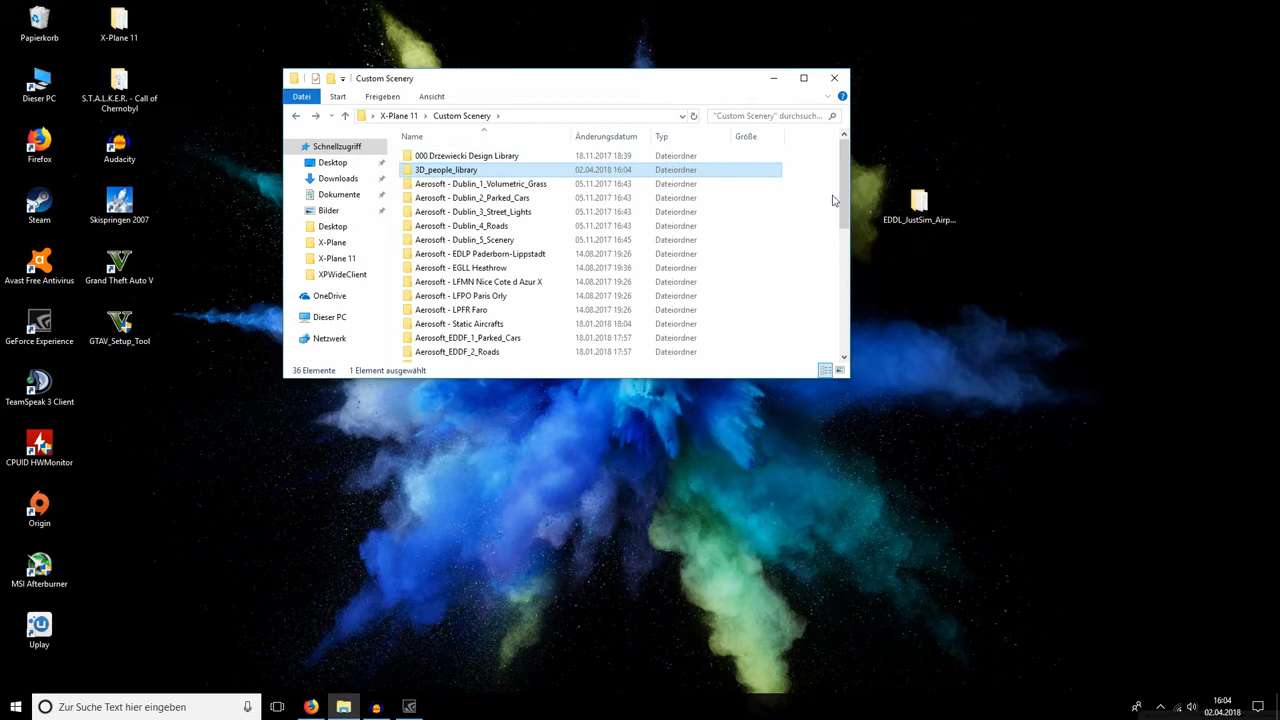 Papierkorb
X-Plane 11
Dieser PC
S.T.A.L.K.E.R. - Call of
Chernobyl
Firefox
Audacity
Steam
Skispringen 2007
Avast Free Antivirus
Grand Theft Auto V
GeForce Experience
GTAV_Setup_Tool
TeamSpeak 3 Client
CPUID HWMonitor
Origin
MSI Afterburner
Uplay
EDDL_JustSim_Airp...
Custom Scenery
Datei
Start
Freigeben
Ansicht
X-Plane 11
Custom Scenery
"Custom Scenery" durchsuch...
Schnellzugriff
Desktop
Downloads
Dokumente
Bilder
Desktop
X-Plane
X-Plane 11
XPWideClient
OneDrive
Dieser PC
Netzwerk
Name Änderungsdatum Typ Größe
000 Drzewiecki Design Library 18.11.2017 18:39 Dateiordner
3D_people_library 02.04.2018 16:04 Dateiordner
Aerosoft - Dublin_1_Volumetric_Grass 05.11.2017 16:43 Dateiordner
Aerosoft - Dublin_2_Parked_Cars 05.11.2017 16:43 Dateiordner
Aerosoft - Dublin_3_Street_Lights 05.11.2017 16:43 Dateiordner
Aerosoft - Dublin_4_Roads 05.11.2017 16:43 Dateiordner
Aerosoft - Dublin_5_Scenery 05.11.2017 16:45 Dateiordner
Aerosoft - EDLP Paderborn-Lippstadt 14.08.2017 19:26 Dateiordner
Aerosoft - EGLL Heathrow 14.08.2017 19:36 Dateiordner
Aerosoft - LFMN Nice Cote d Azur X 14.08.2017 19:26 Dateiordner
Aerosoft - LFPO Paris Orly 14.08.2017 19:26 Dateiordner
Aerosoft - LPFR Faro 14.08.2017 19:26 Dateiordner
Aerosoft - Static Aircrafts 18.01.2018 18:04 Dateiordner
Aerosoft_EDDF_1_Parked_Cars 18.01.2018 17:57 Dateiordner
Aerosoft_EDDF_2_Roads 18.01.2018 17:57 Dateiordner
36 Elemente 1 Element ausgewählt
Zur Suche Text hier eingeben
16:04
02.04.2018